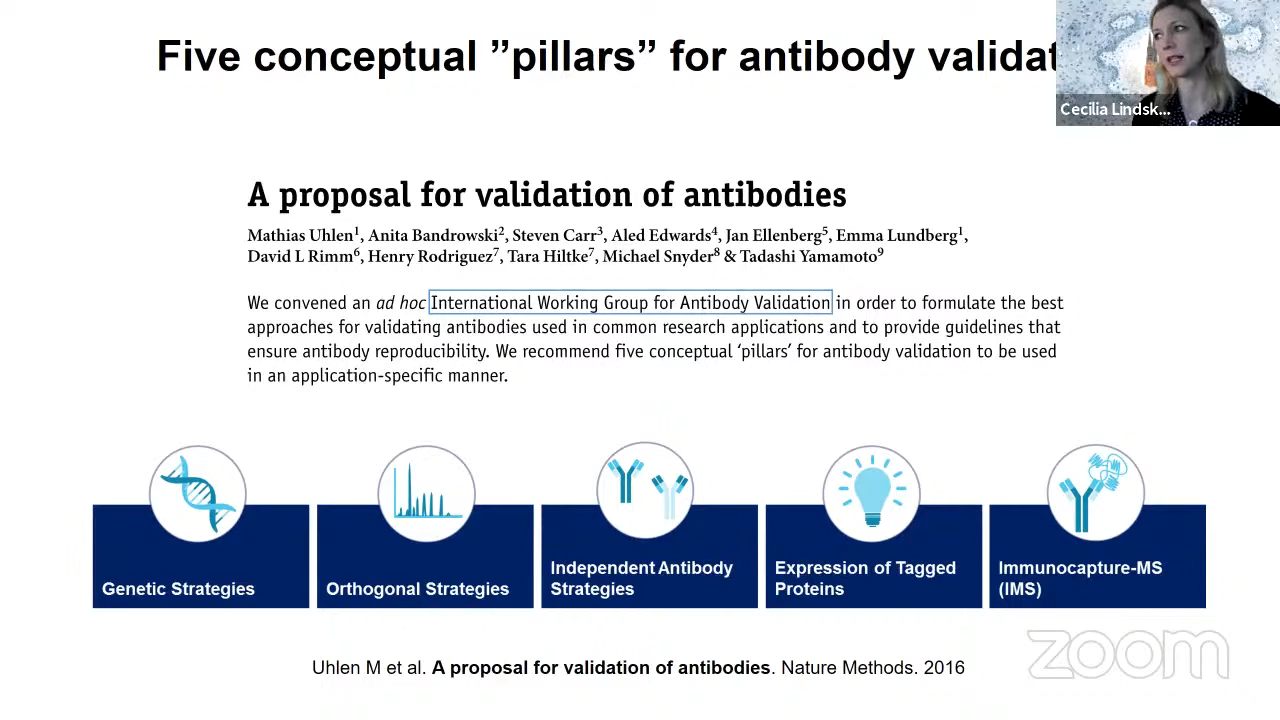 Five conceptual ”pillars” for antibody validat
Cecilia Lindsk...
A proposal for validation of antibodies
Mathias Uhlen1, Anita Bandrowski2, Steven Carr3, Aled Edwards4, Jan Ellenberg5, Emma Lundberg1,
David L Rimm6, Henry Rodriguez7, Tara Hiltke7, Michael Snyder8 & Tadashi Yamamoto9
We convened an ad hoc International Working Group for Antibody Validation in order to formulate the best
approaches for validating antibodies used in common research applications and to provide guidelines that
ensure antibody reproducibility. We recommend five conceptual ‘pillars’ for antibody validation to be used
in an application-specific manner.
Genetic Strategies
Orthogonal Strategies
Independent Antibody
Strategies
Expression of Tagged
Proteins
Immunocapture-MS
(IMS)
Uhlen M et al. A proposal for validation of antibodies. Nature Methods. 2016
zoom